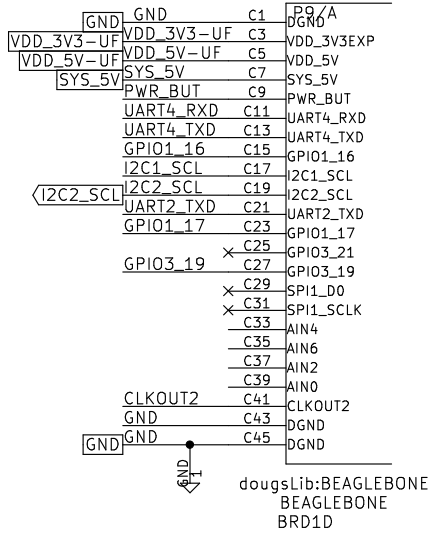 P9/A
GND GND C1 DGND
VDD_3V3-UF VDD_3V3-UF C3 VDD_3V3EXP
VDD_5V-UF VDD_5V-UF C5 VDD_5V
SYS_5V SYS_5V C7 SYS_5V
PWR_BUT C9 PWR_BUT
UART4_RXD C11 UART4_RXD
UART4_TXD C13 UART4_TXD
GPIO1_16 C15 GPIO1_16
I2C1_SCL C17 I2C1_SCL
I2C2_SCL I2C2_SCL C19 I2C2_SCL
UART2_TXD C21 UART2_TXD
GPIO1_17 C23 GPIO1_17
C25 GPIO3_21
GPIO3_19 C27 GPIO3_19
C29 SPI1_D0
C31 SPI1_SCLK
C33 AIN4
C35 AIN6
C37 AIN2
C39 AIN0
CLKOUT2 C41 CLKOUT2
GND C43 DGND
GND GND C45 DGND
GND 1
dougsLib:BEAGLEBONE
BEAGLEBONE
BRD1D